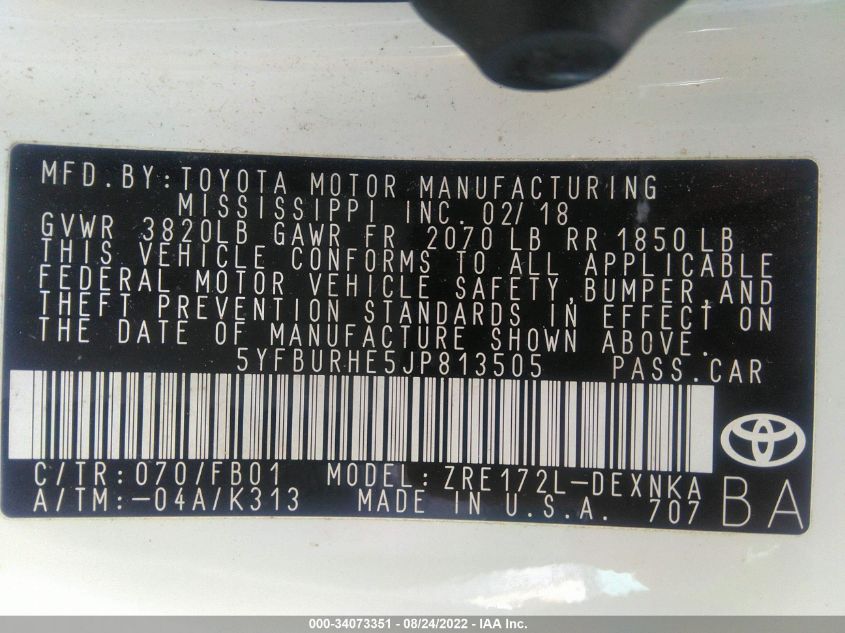 MFD.BY:TOYOTA MOTOR MANUFACTURING
MISSISSIPPI INC. 02/18
GVWR 3820LB GAWR FR 2070LB RR 1850LB
THIS VEHICLE CONFORMS TO ALL APPLICABLE
FEDERAL MOTOR VEHICLE SAFETY,BUMPER,AND
THEFT PREVENTION STANDARDS IN EFFECT ON
THE DATE OF MANUFACTURE SHOWN ABOVE.
5YFBURHE5JP813505 PASS.CAR
C/TR:070/FB01 MODEL:ZRE172L-DEXNKA
A/TM:-04A/K313 MADE IN U.S.A. 707
BA
000-34073351 - 08/24/2022 - IAA Inc.